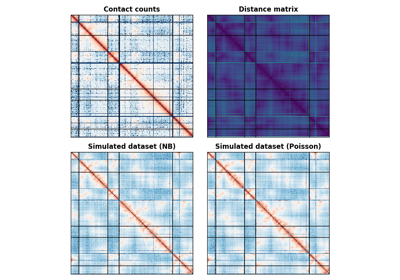 Contact counts
Distance matrix
Simulated dataset (NB)
Simulated dataset (Poisson)